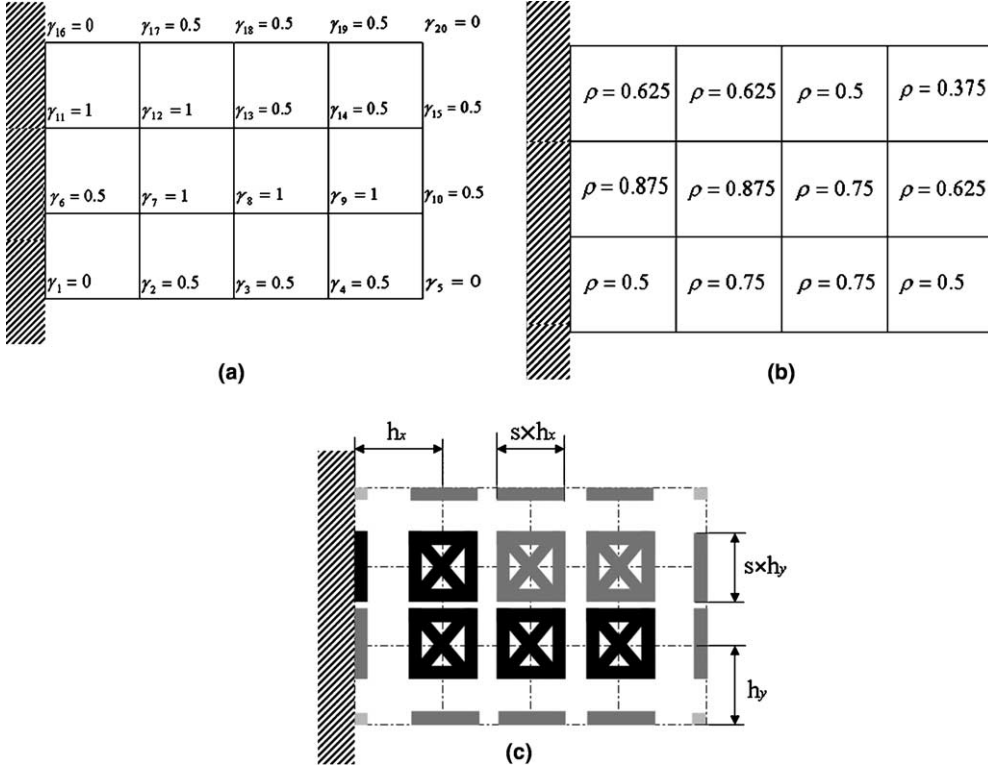 γ₁₆ = 0 γ₁₇ = 0.5 γ₁₈ = 0.5 γ₁₉ = 0.5 γ₂₀ = 0
γ₁₁ = 1 γ₁₂ = 1 γ₁₃ = 0.5 γ₁₄ = 0.5 γ₁₅ = 0.5
γ₆ = 0.5 γ₇ = 1 γ₈ = 1 γ₉ = 1 γ₁₀ = 0.5
γ₁ = 0 γ₂ = 0.5 γ₃ = 0.5 γ₄ = 0.5 γ₅ = 0
(a)
ρ = 0.625 ρ = 0.625 ρ = 0.5 ρ = 0.375
ρ = 0.875 ρ = 0.875 ρ = 0.75 ρ = 0.625
ρ = 0.5 ρ = 0.75 ρ = 0.75 ρ = 0.5
(b)
hₓ s×hₓ
s×hᵧ
hᵧ
(c)